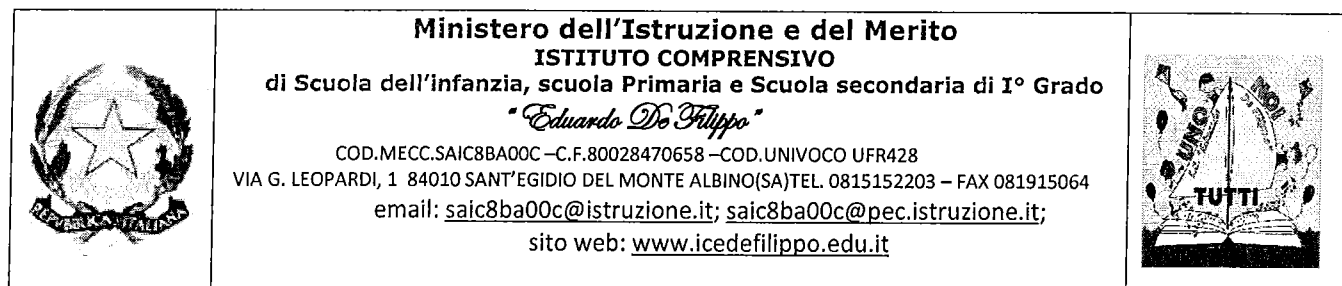 Ministero dell'Istruzione e del Merito
ISTITUTO COMPRENSIVO
di Scuola dell'infanzia, scuola Primaria e Scuola secondaria di I° Grado
"Eduardo De Filippo"
COD.MECC.SAIC8BA00C –C.F.80028470658 –COD.UNIVOCO UFR428
VIA G. LEOPARDI, 1 84010 SANT'EGIDIO DEL MONTE ALBINO(SA)TEL. 0815152203 – FAX 081915064
email: saic8ba00c@istruzione.it; saic8ba00c@pec.istruzione.it;
sito web: www.icedefilippo.edu.it
REPVBBLICA ITALIANA
UNO
NOI
TUTTI